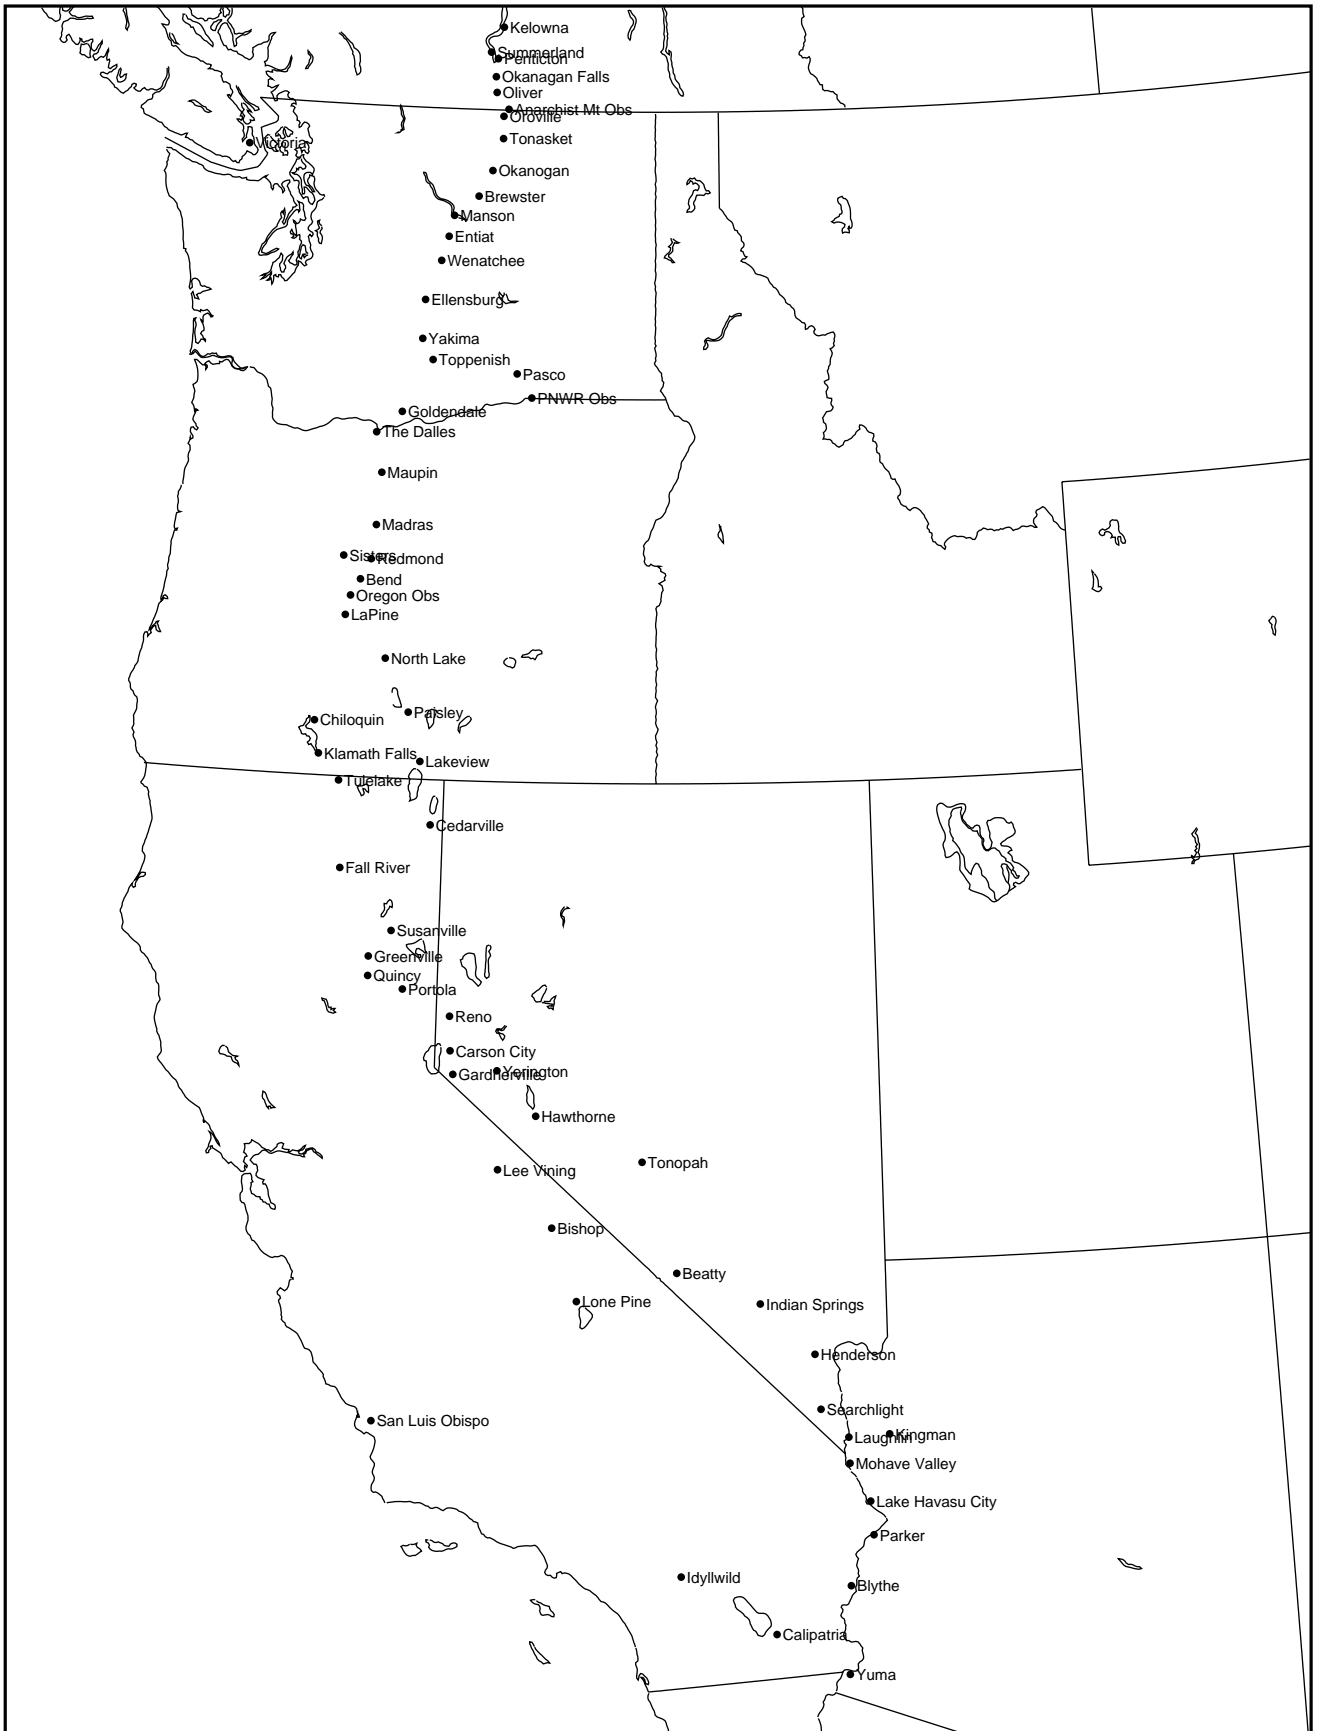 Kelowna
Summerland
Penticton
Okanagan Falls
Oliver
Anarchist Mt Obs
Oroville
Tonasket
Victoria
Okanogan
Brewster
Manson
Entiat
Wenatchee
Ellensburg
Yakima
Toppenish
Pasco
PNWR Obs
Goldendale
The Dalles
Maupin
Madras
Sisters
Redmond
Bend
Oregon Obs
LaPine
North Lake
Paisley
Chiloquin
Klamath Falls
Lakeview
Tulelake
Cedarville
Fall River
Susanville
Greenville
Quincy
Portola
Reno
Carson City
Yerington
Gardnerville
Hawthorne
Tonopah
Lee Vining
Bishop
Beatty
Lone Pine
Indian Springs
Henderson
Searchlight
San Luis Obispo
Kingman
Laughlin
Mohave Valley
Lake Havasu City
Parker
Idyllwild
Blythe
Calipatria
Yuma